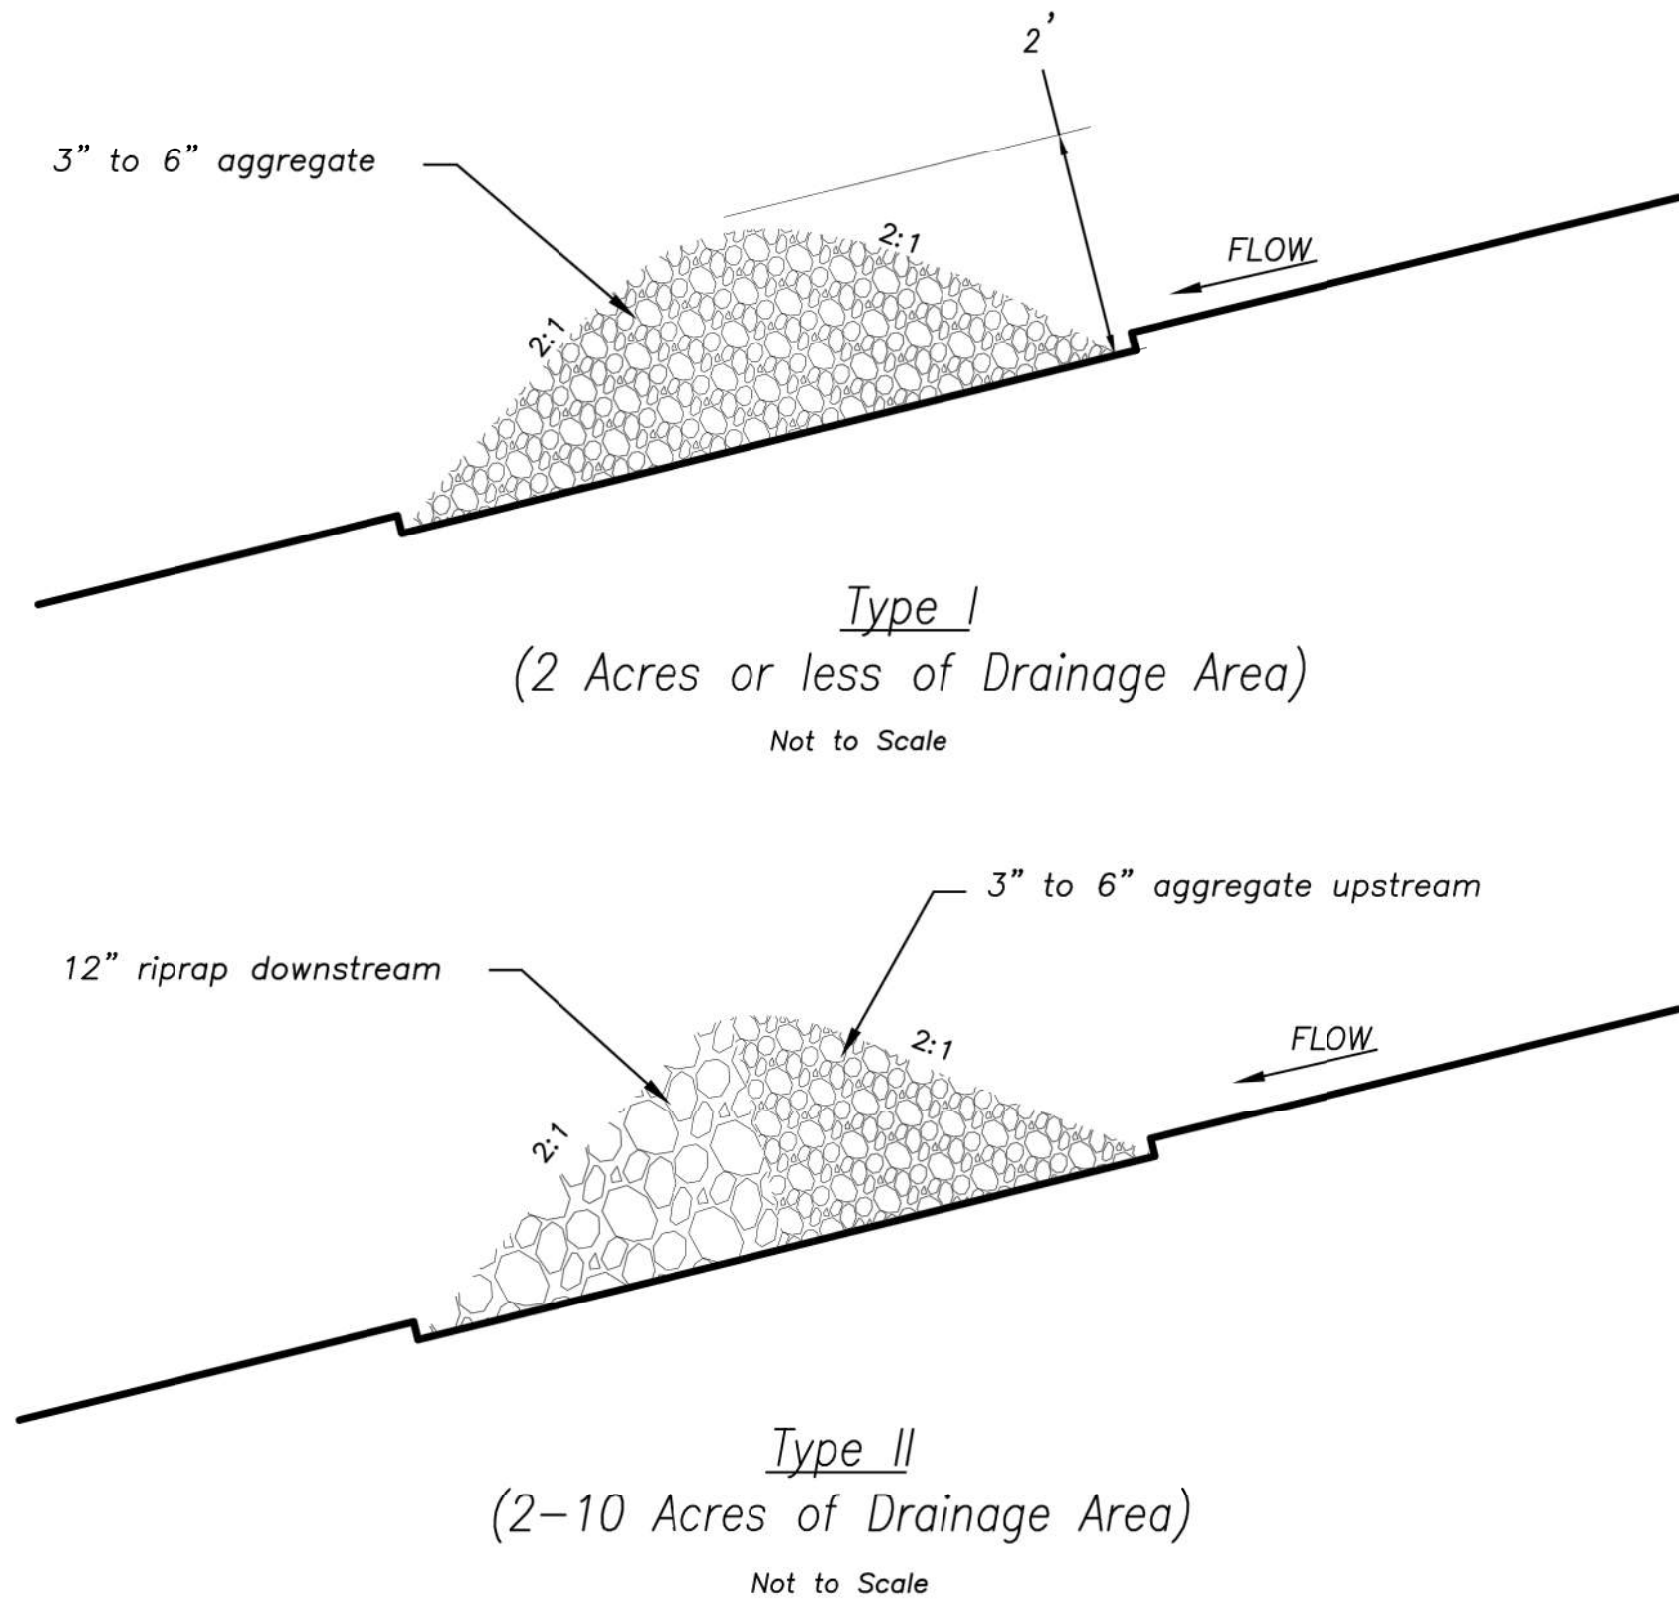 2'
3” to 6” aggregate
2:1
FLOW
2:1
Type I
(2 Acres or less of Drainage Area)
Not to Scale
3” to 6” aggregate upstream
12” riprap downstream
2:1
FLOW
2:1
Type II
(2-10 Acres of Drainage Area)
Not to Scale